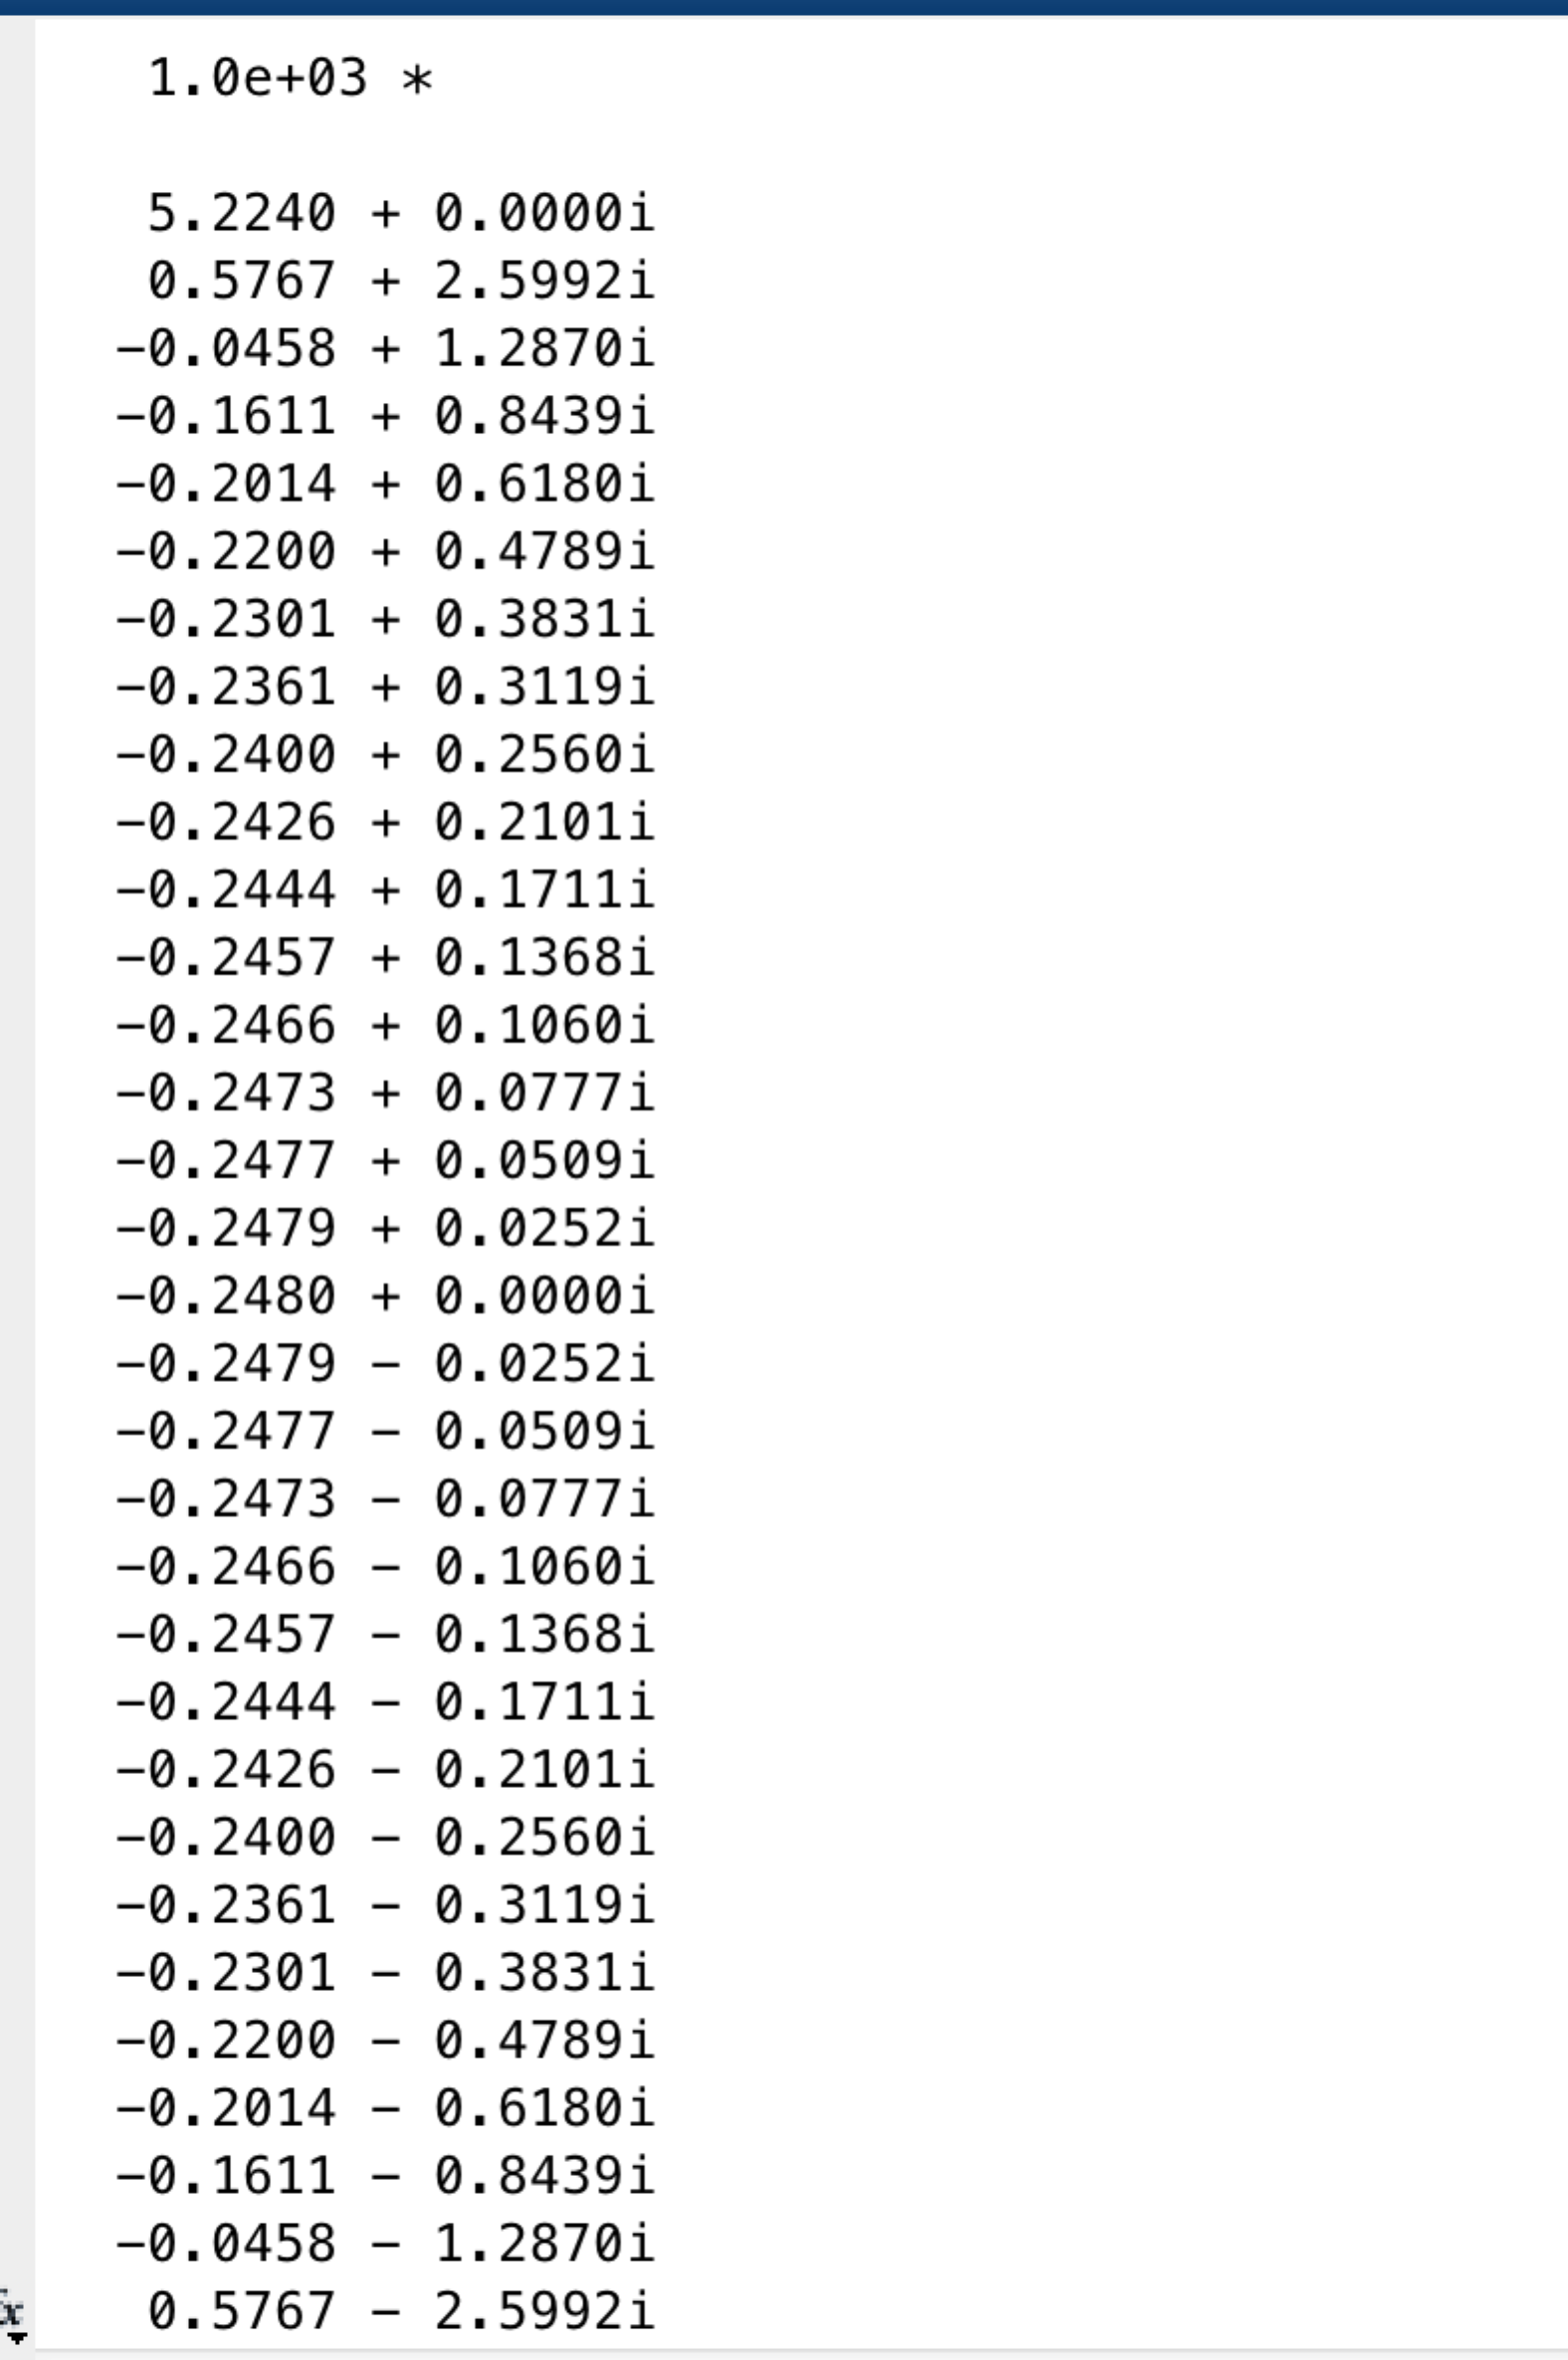 1.0e+03 *
5.2240 + 0.0000i
0.5767 + 2.5992i
−0.0458 + 1.2870i
−0.1611 + 0.8439i
−0.2014 + 0.6180i
−0.2200 + 0.4789i
−0.2301 + 0.3831i
−0.2361 + 0.3119i
−0.2400 + 0.2560i
−0.2426 + 0.2101i
−0.2444 + 0.1711i
−0.2457 + 0.1368i
−0.2466 + 0.1060i
−0.2473 + 0.0777i
−0.2477 + 0.0509i
−0.2479 + 0.0252i
−0.2480 + 0.0000i
−0.2479 − 0.0252i
−0.2477 − 0.0509i
−0.2473 − 0.0777i
−0.2466 − 0.1060i
−0.2457 − 0.1368i
−0.2444 − 0.1711i
−0.2426 − 0.2101i
−0.2400 − 0.2560i
−0.2361 − 0.3119i
−0.2301 − 0.3831i
−0.2200 − 0.4789i
−0.2014 − 0.6180i
−0.1611 − 0.8439i
−0.0458 − 1.2870i
0.5767 − 2.5992i